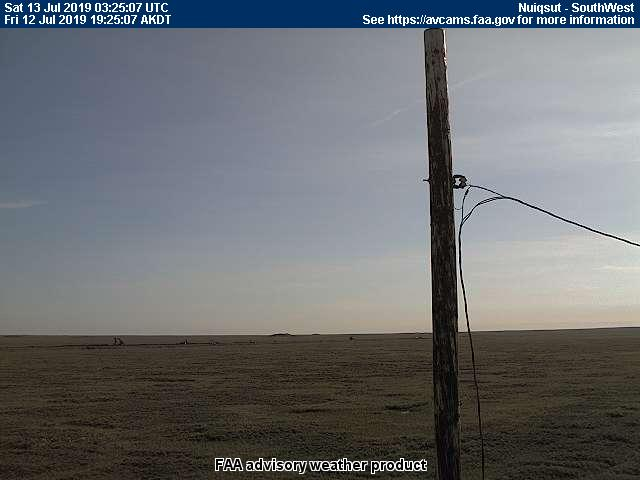 Sat 13 Jul 2019 03:25:07 UTC
Nuiqsut - SouthWest
Fri 12 Jul 2019 19:25:07 AKDT
See https://avcams.faa.gov for more information
FAA advisory weather product